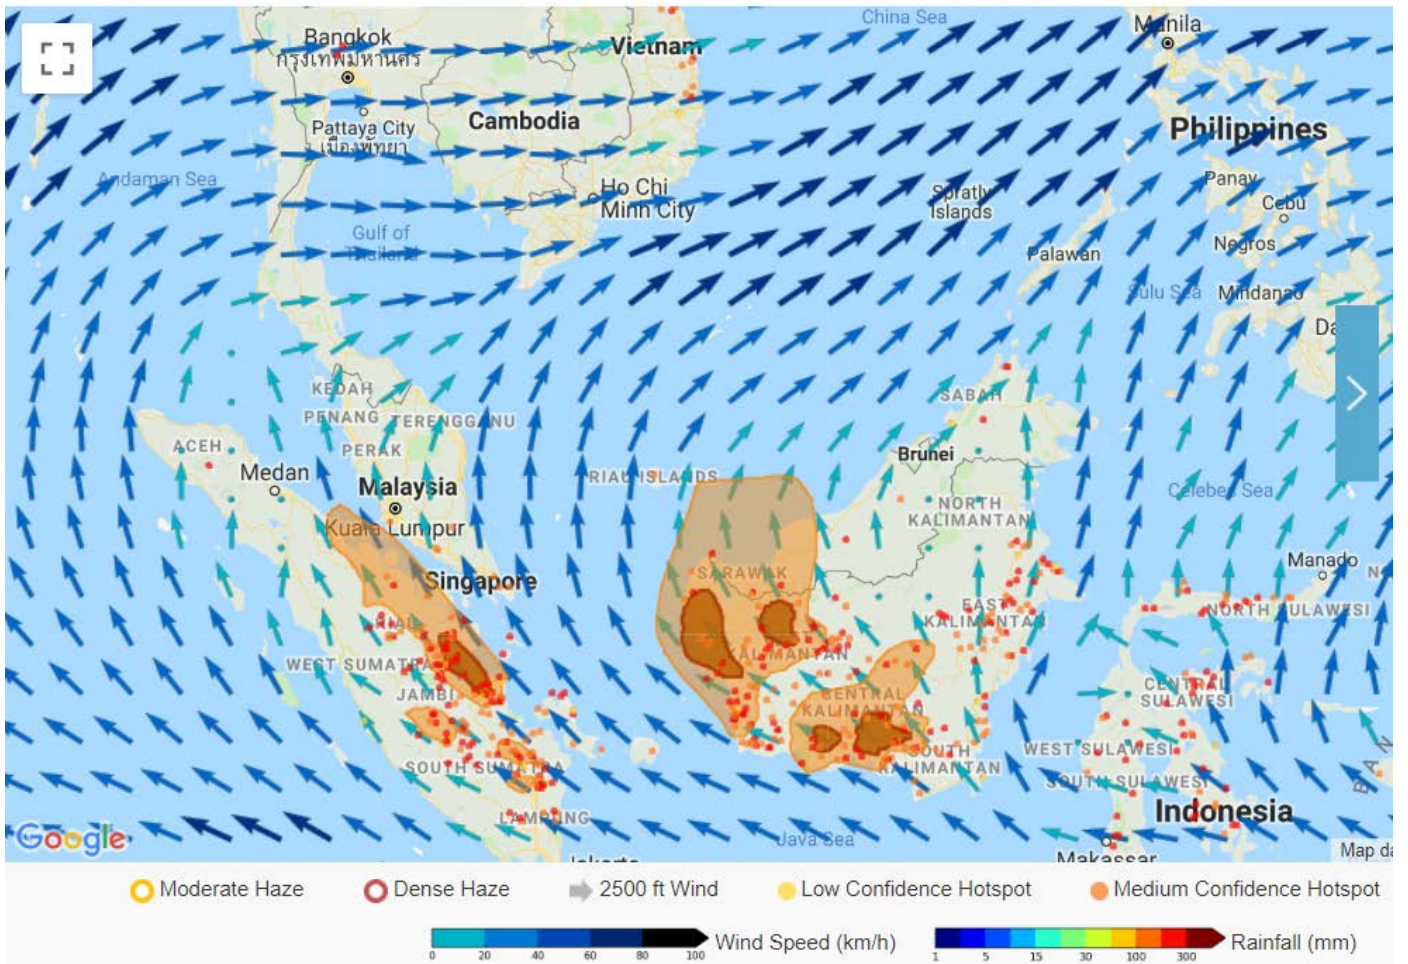 China Sea
Manila
Bangkok
กรุงเทพมหานคร
Vietnam
Pattaya City
เมืองพัทยา
Cambodia
Philippines
Andaman Sea
Ho Chi
Minh City
Spratly
Islands
Panay
Cebu
Gulf of
Thailand
Palawan
Negros
Sulu Sea
Mindanao
Da
KEDAH
PENANG
TERENGGANU
SABAH
ACEH
PERAK
Brunei
Medan
Malaysia
RIAU ISLANDS
Celebes Sea
NORTH
KALIMANTAN
Kuala Lumpur
Manado
Singapore
SARAWAK
EAST
KALIMANTAN
NORTH SULAWESI
RIAU
WEST SUMATRA
KALIMANTAN
JAMBI
CENTRAL
KALIMANTAN
CENTRAL
SULAWESI
SOUTH SUMATRA
SOUTH
KALIMANTAN
WEST SULAWESI
SOUTH SULAWESI
BAN
LAMPUNG
Indonesia
Google
Java Sea
Jakarta
Makassar
Map da
Moderate Haze
Dense Haze
2500 ft Wind
Low Confidence Hotspot
Medium Confidence Hotspot
0 20 40 60 80 100
Wind Speed (km/h)
1 5 15 30 100 300
Rainfall (mm)